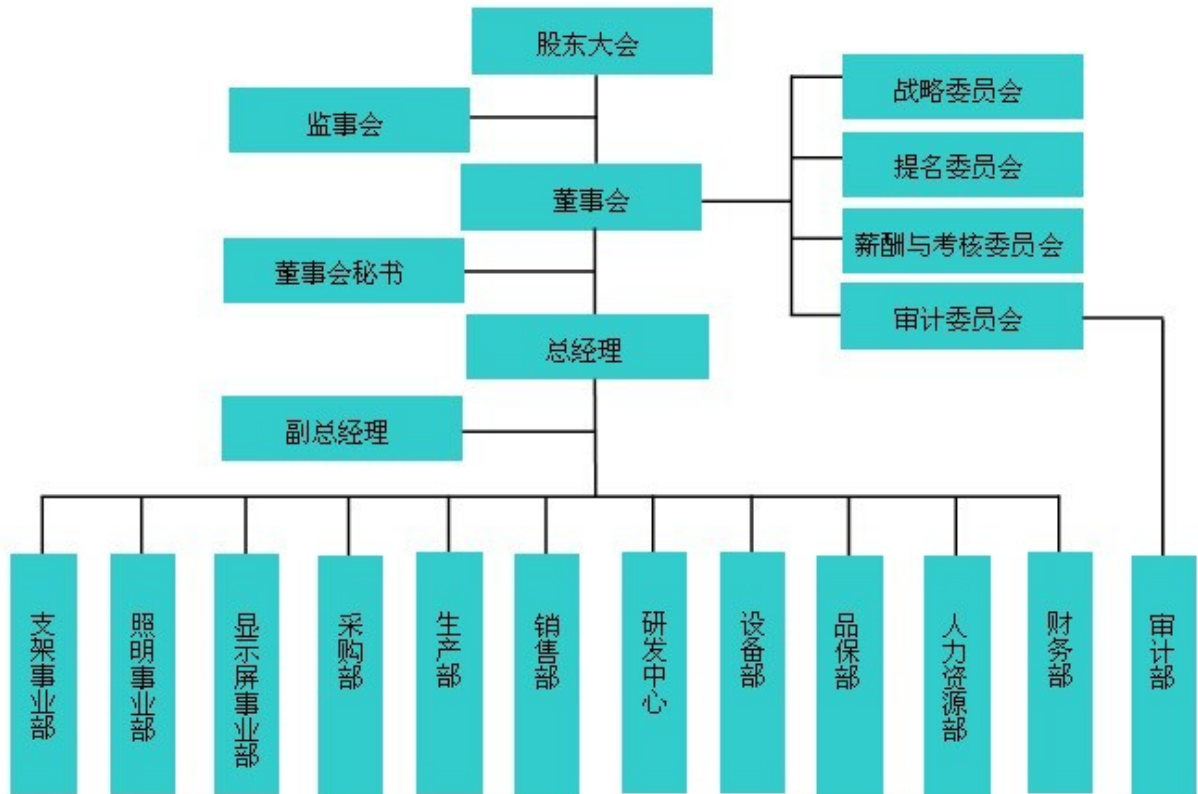 股东大会
战略委员会
监事会
提名委员会
董事会
薪酬与考核委员会
董事会秘书
审计委员会
总经理
副总经理
支架事业部
照明事业部
显示屏事业部
采购部
生产部
销售部
研发中心
设备部
品保部
人力资源部
财务部
审计部